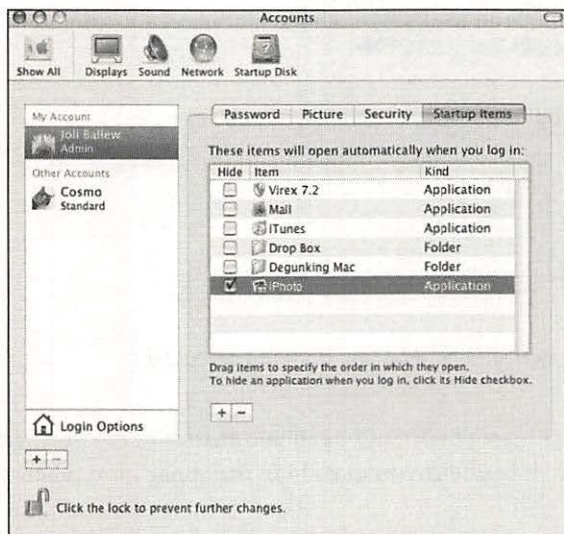 Accounts
Show All Displays Sound Network Startup Disk
My Account
Joli Ballew
Admin
Other Accounts
Cosmo
Standard
Login Options
Password Picture Security Startup Items
These items will open automatically when you log in:
Hide Item Kind
Virex 7.2 Application
Mail Application
iTunes Application
Drop Box Folder
Degunking Mac Folder
iPhoto Application
Drag items to specify the order in which they open.
To hide an application when you log in, click its Hide checkbox.
+ -
+ -
Click the lock to prevent further changes.